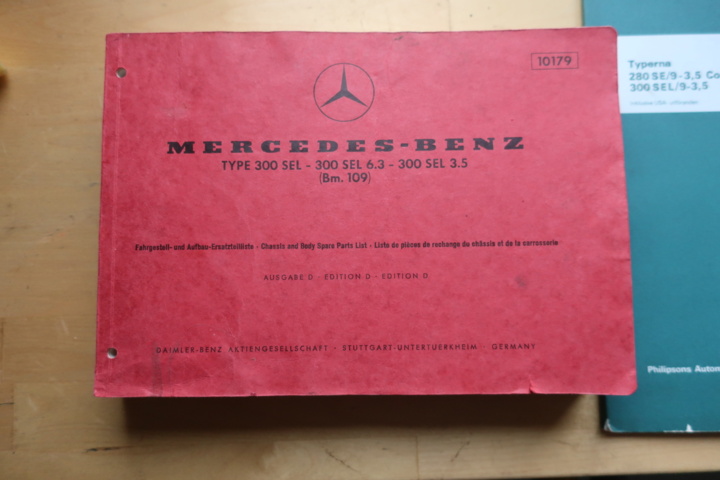 10179
MERCEDES-BENZ
TYPE 300 SEL - 300 SEL 6.3 - 300 SEL 3.5
(Bm. 109)
Fahrgestell- und Aufbau-Ersatzteilliste - Chassis and Body Spare Parts List - Liste de pièces de rechange du châssis et de la carrosserie
AUSGABE D - EDITION D - EDITION D
DAIMLER-BENZ AKTIENGESELLSCHAFT · STUTTGART-UNTERTUERKHEIM · GERMANY
Typerna
280 SE/9-3,5 Co
300 SEL/9-3,5
Philipsons Autom